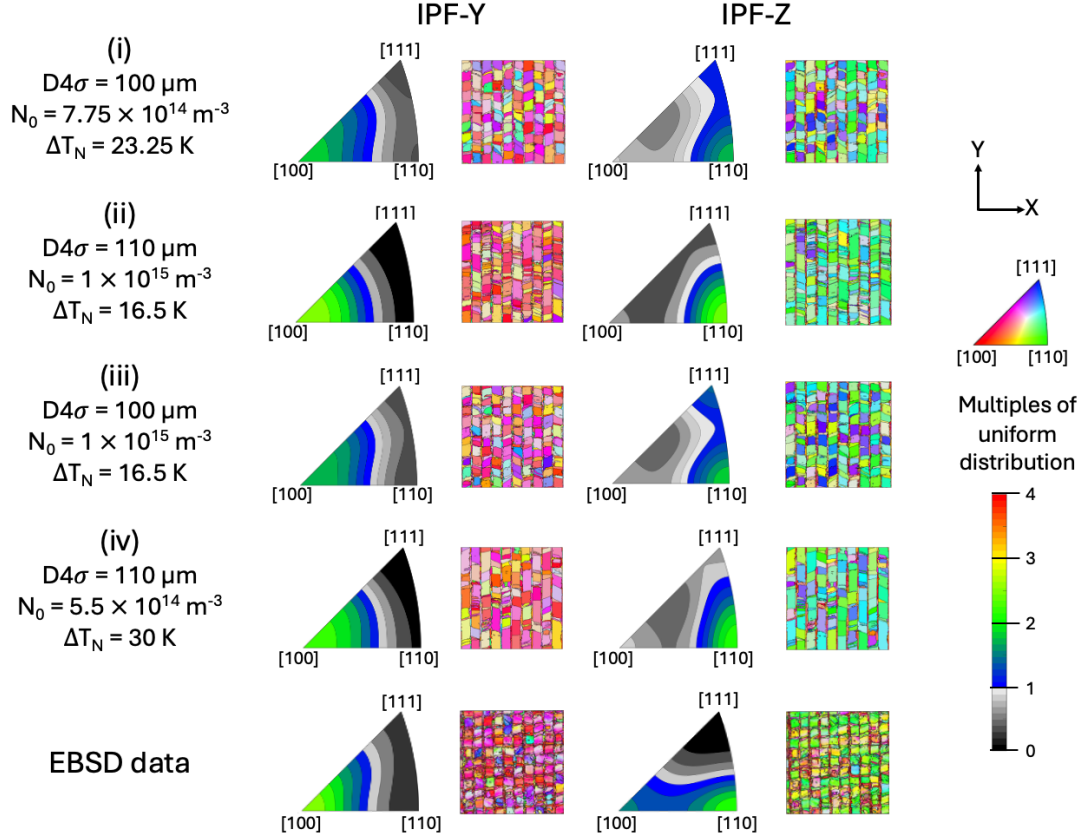 IPF-Y IPF-Z
(i)
D4σ = 100 µm
N₀ = 7.75 × 10¹⁴ m⁻³
ΔT_N = 23.25 K
[111]
[100] [110]
[111]
[100] [110]
(ii)
D4σ = 110 µm
N₀ = 1 × 10¹⁵ m⁻³
ΔT_N = 16.5 K
[111]
[100] [110]
[111]
[100] [110]
(iii)
D4σ = 100 µm
N₀ = 1 × 10¹⁵ m⁻³
ΔT_N = 16.5 K
[111]
[100] [110]
[111]
[100] [110]
(iv)
D4σ = 110 µm
N₀ = 5.5 × 10¹⁴ m⁻³
ΔT_N = 30 K
[111]
[100] [110]
[111]
[100] [110]
EBSD data
[111]
[100] [110]
[111]
[100] [110]
Y
X
[111]
[100] [110]
Multiples of
uniform
distribution
4
3
2
1
0